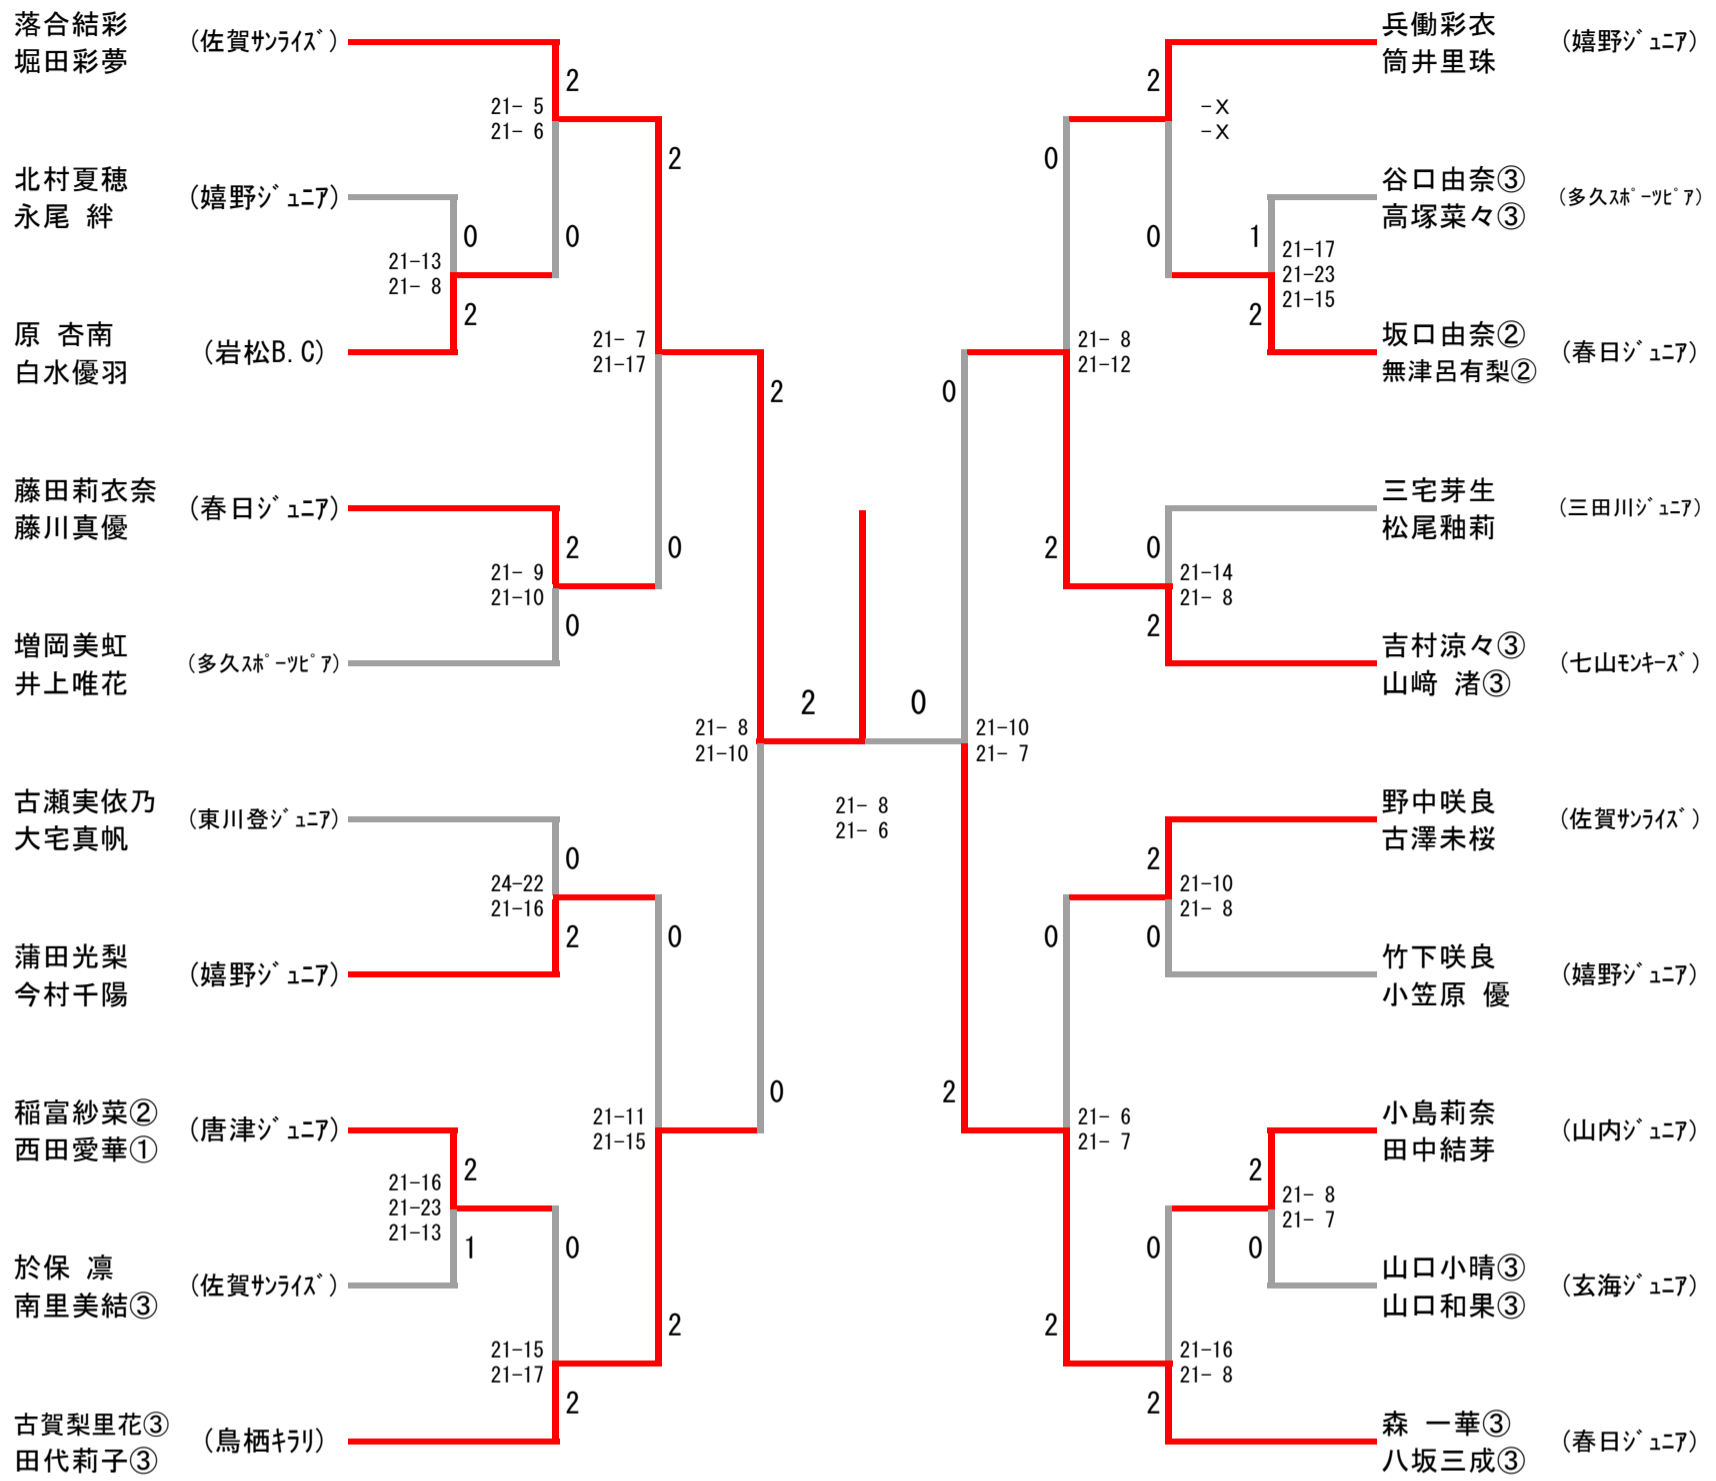 落合結彩
堀田彩夢
(佐賀ｻﾝﾗｲｽﾞ)
2
21- 5
21- 6
2
北村夏穂
永尾 絆
(嬉野ｼﾞｭﾆｱ)
0
0
21-13
21- 8
2
原 杏南
白水優羽
(岩松B.C)
21- 7
21-17
2
藤田莉衣奈
藤川真優
(春日ｼﾞｭﾆｱ)
2
0
21- 9
21-10
0
増岡美虹
井上唯花
(多久ｽﾎﾟｰﾂﾋﾟｱ)
21- 8
21-10
2
0
21- 8
21- 6
古瀬実依乃
大宅真帆
(東川登ｼﾞｭﾆｱ)
0
24-22
21-16
2
0
蒲田光梨
今村千陽
(嬉野ｼﾞｭﾆｱ)
0
稲富紗菜②
西田愛華①
(唐津ｼﾞｭﾆｱ)
21-11
21-15
2
21-16
21-23
21-13
1
0
於保 凛
南里美結③
(佐賀ｻﾝﾗｲｽﾞ)
2
21-15
21-17
2
古賀梨里花③
田代莉子③
(鳥栖ｷﾗﾘ)
兵働彩衣
筒井里珠
(嬉野ｼﾞｭﾆｱ)
2
-X
-X
0
谷口由奈③
高塚菜々③
(多久ｽﾎﾟｰﾂﾋﾟｱ)
0
1
21-17
21-23
21-15
2
坂口由奈②
無津呂有梨②
(春日ｼﾞｭﾆｱ)
21- 8
21-12
0
三宅芽生
松尾釉莉
(三田川ｼﾞｭﾆｱ)
2
0
21-14
21- 8
2
吉村涼々③
山﨑 渚③
(七山ﾓﾝｷｰｽﾞ)
21-10
21- 7
野中咲良
古澤未桜
(佐賀ｻﾝﾗｲｽﾞ)
2
21-10
21- 8
0
0
竹下咲良
小笠原 優
(嬉野ｼﾞｭﾆｱ)
2
21- 6
21- 7
小島莉奈
田中結芽
(山内ｼﾞｭﾆｱ)
2
21- 8
21- 7
0
0
山口小晴③
山口和果③
(玄海ｼﾞｭﾆｱ)
2
21-16
21- 8
2
森 一華③
八坂三成③
(春日ｼﾞｭﾆｱ)